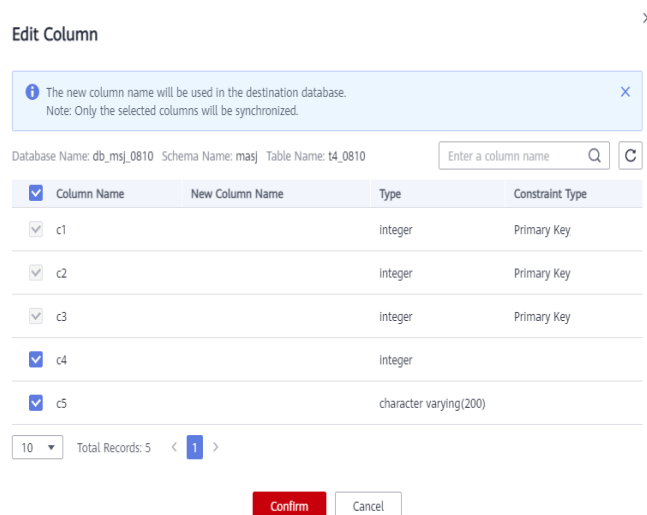 Edit Column
The new column name will be used in the destination database.
Note: Only the selected columns will be synchronized.
Database Name: db_msj_0810 Schema Name: masj Table Name: t4_0810 Enter a column name
Column Name New Column Name Type Constraint Type
c1 integer Primary Key
c2 integer Primary Key
c3 integer Primary Key
c4 integer
c5 character varying(200)
10 Total Records: 5 < 1 >
Confirm Cancel